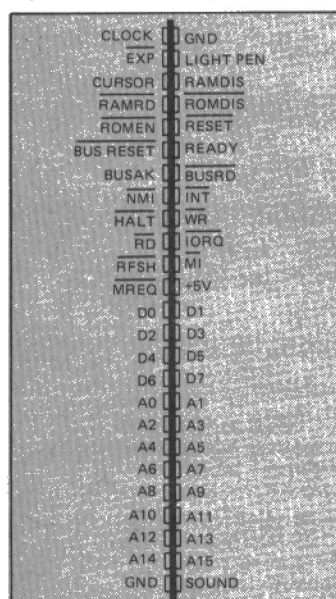 CLOCK GND
EXP LIGHT PEN
CURSOR RAMDIS
RAMRD ROMDIS
ROMEN RESET
BUS RESET READY
BUSAK BUSRD
NMI INT
HALT WR
RD IORQ
RFSH MI
MREQ +5V
D0 D1
D2 D3
D4 D5
D6 D7
A0 A1
A2 A3
A4 A5
A6 A7
A8 A9
A10 A11
A12 A13
A14 A15
GND SOUND